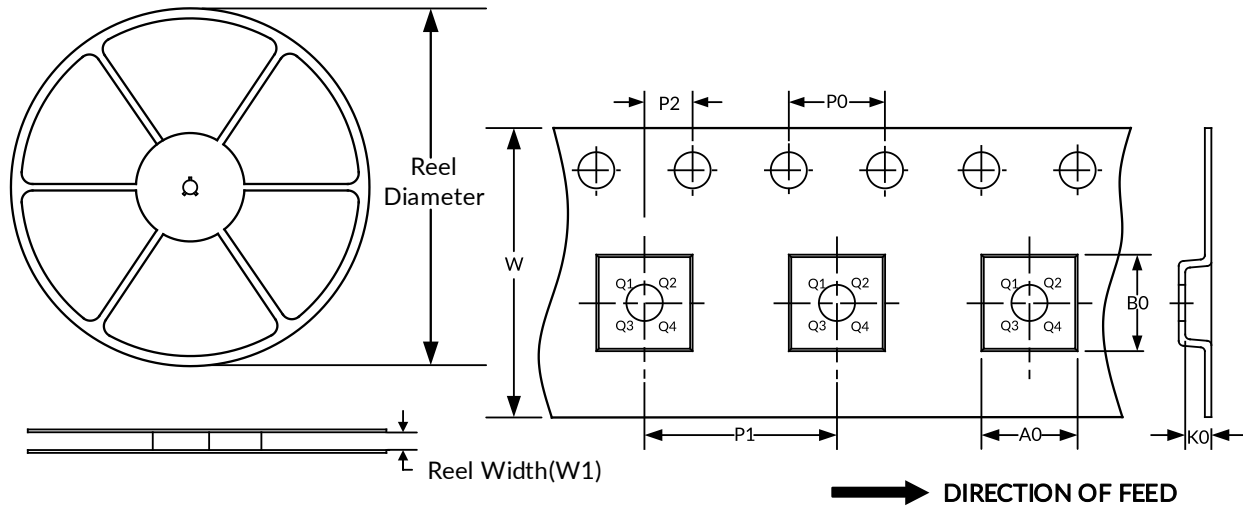 Reel
Diameter
Reel Width(W1)
P2
P0
W
Q1 Q2
Q3 Q4
Q1 Q2
Q3 Q4
Q1 Q2
Q3 Q4
B0
P1
A0
K0
DIRECTION OF FEED